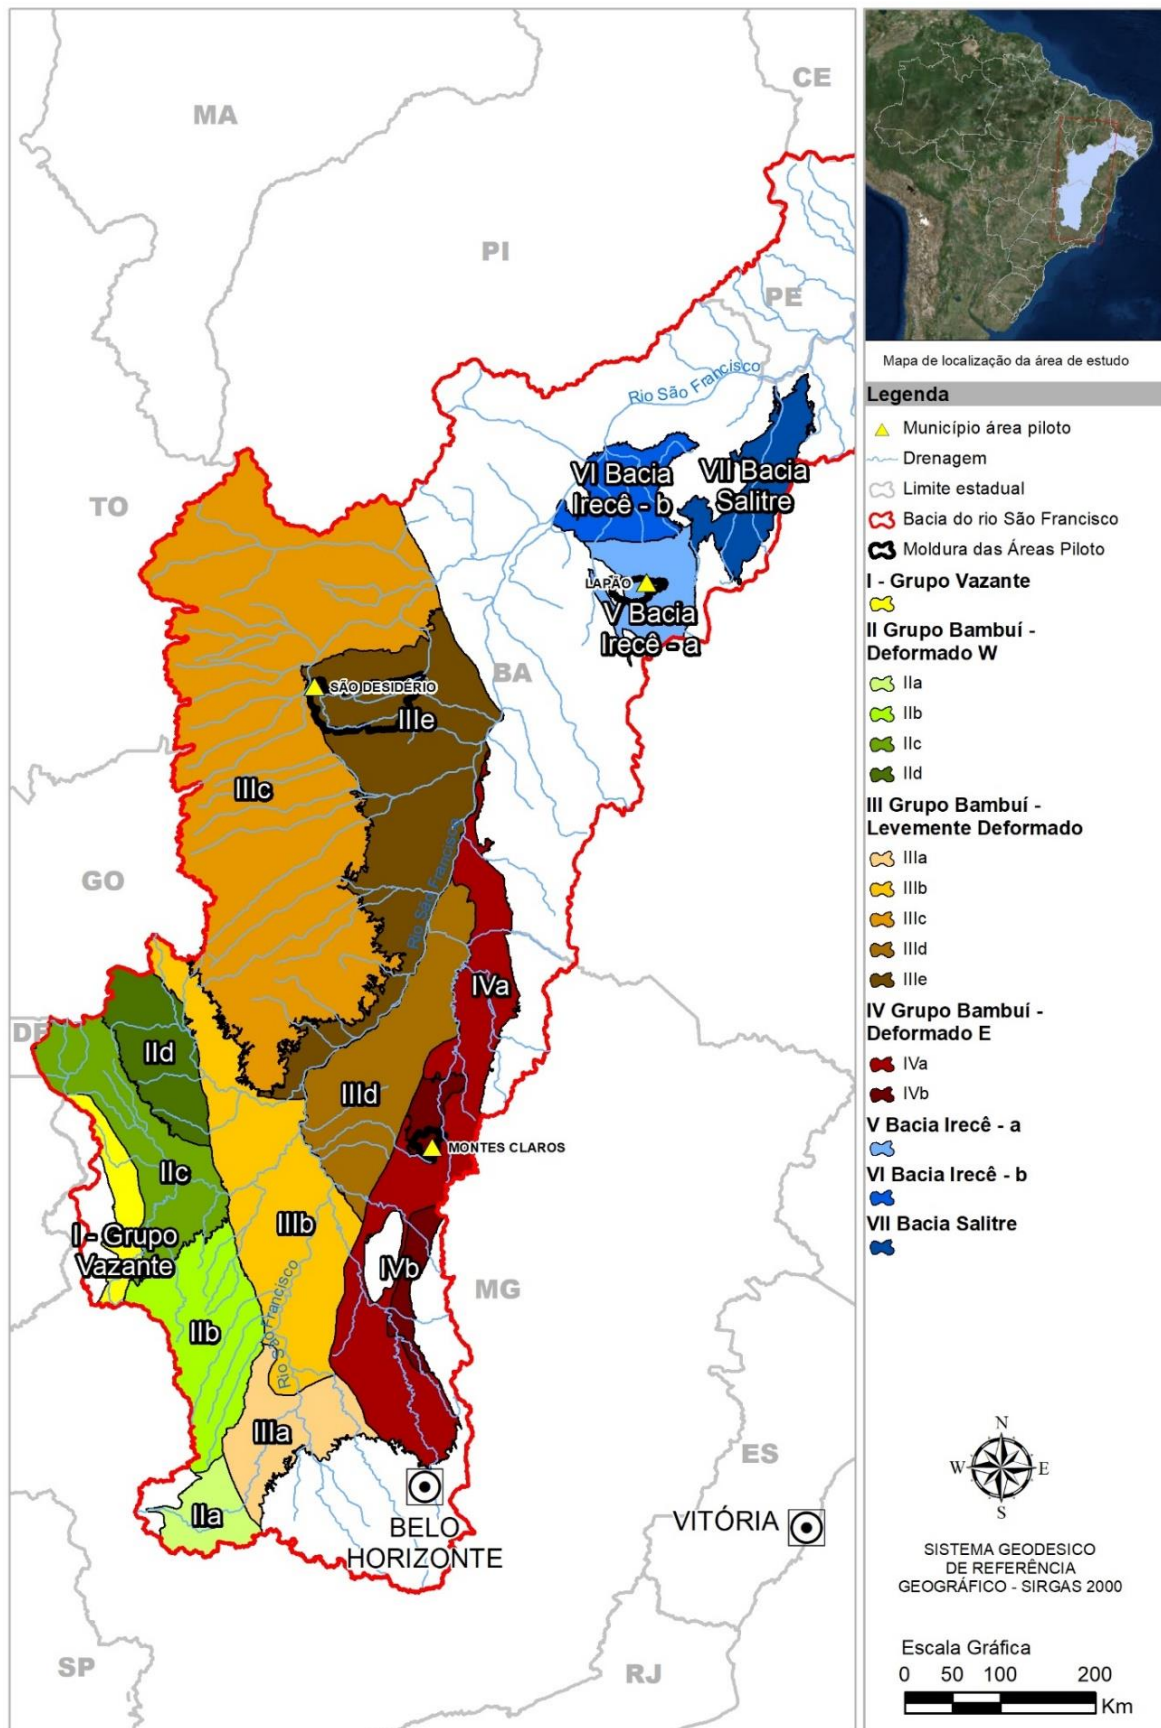 MA
CE
PI
PE
Rio São Francisco
VI Bacia
Irecê - b
VII Bacia
Salitre
TO
LAPÃO
V Bacia
Irecê - a
BA
SÃO DESIDÉRIO
IIIe
IIIc
Rio São Francisco
GO
IVa
DF
IId
IIId
MONTES CLAROS
IIc
IIIb
I - Grupo
Vazante
IVb
MG
IIb
Rio São Francisco
IIIa
ES
IIa
BELO
HORIZONTE
VITÓRIA
SP
RJ
Mapa de localização da área de estudo
Legenda
Município área piloto
Drenagem
Limite estadual
Bacia do rio São Francisco
Moldura das Áreas Piloto
I - Grupo Vazante
II Grupo Bambuí -
Deformado W
IIa
IIb
IIc
IId
III Grupo Bambuí -
Levemente Deformado
IIIa
IIIb
IIIc
IIId
IIIe
IV Grupo Bambuí -
Deformado E
IVa
IVb
V Bacia Irecê - a
VI Bacia Irecê - b
VII Bacia Salitre
N
W E
S
SISTEMA GEODESICO
DE REFERÊNCIA
GEOGRÁFICO - SIRGAS 2000
Escala Gráfica
0 50 100 200
Km